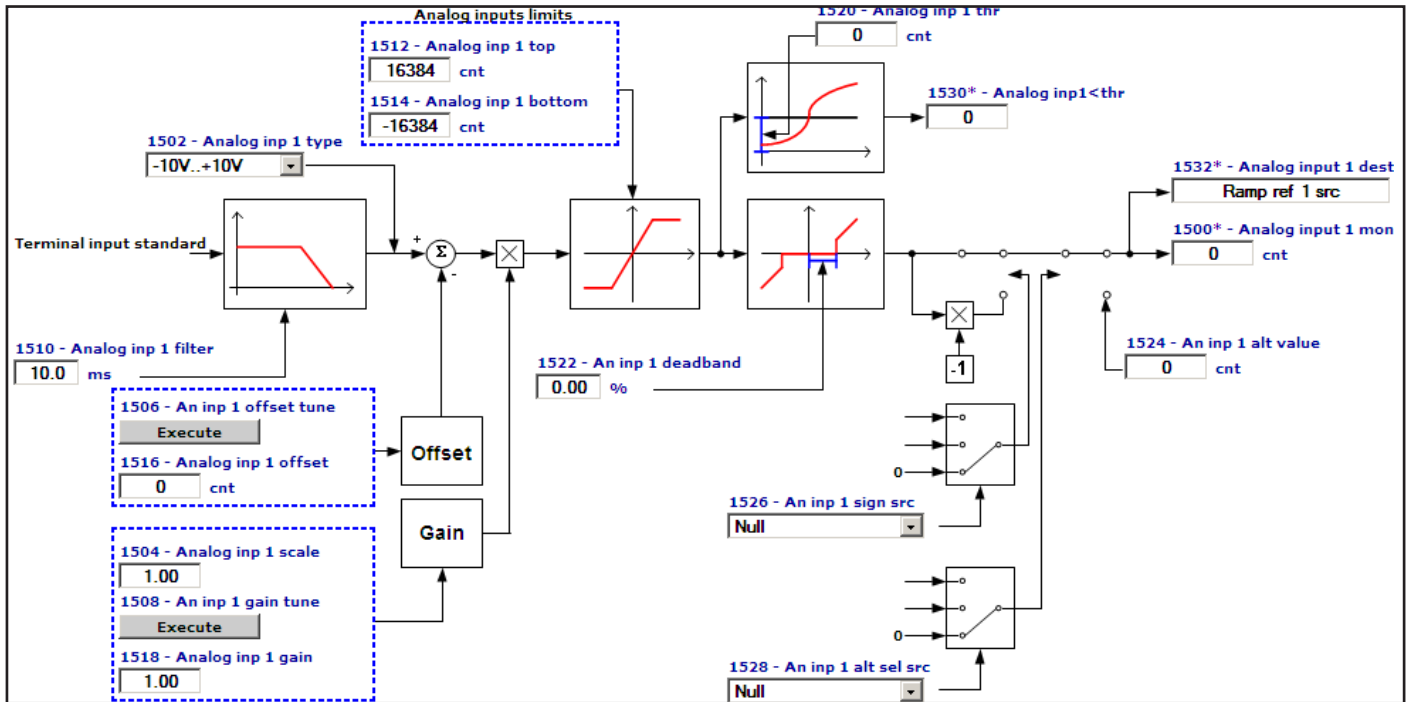 Analog inputs limits
1520 - Analog inp 1 thr
0 cnt
1512 - Analog inp 1 top
16384 cnt
1514 - Analog inp 1 bottom
-16384 cnt
1530* - Analog inp1<thr
0
1502 - Analog inp 1 type
-10V..+10V
1532* - Analog input 1 dest
Ramp ref 1 src
Terminal input standard
+
Σ
-
1500* - Analog input 1 mon
0 cnt
1510 - Analog inp 1 filter
10.0 ms
1522 - An inp 1 deadband
0.00 %
-1
1524 - An inp 1 alt value
0 cnt
1506 - An inp 1 offset tune
Execute
1516 - Analog inp 1 offset
0 cnt
Offset
0
1526 - An inp 1 sign src
Null
Gain
1504 - Analog inp 1 scale
1.00
1508 - An inp 1 gain tune
Execute
1518 - Analog inp 1 gain
1.00
0
1528 - An inp 1 alt sel src
Null